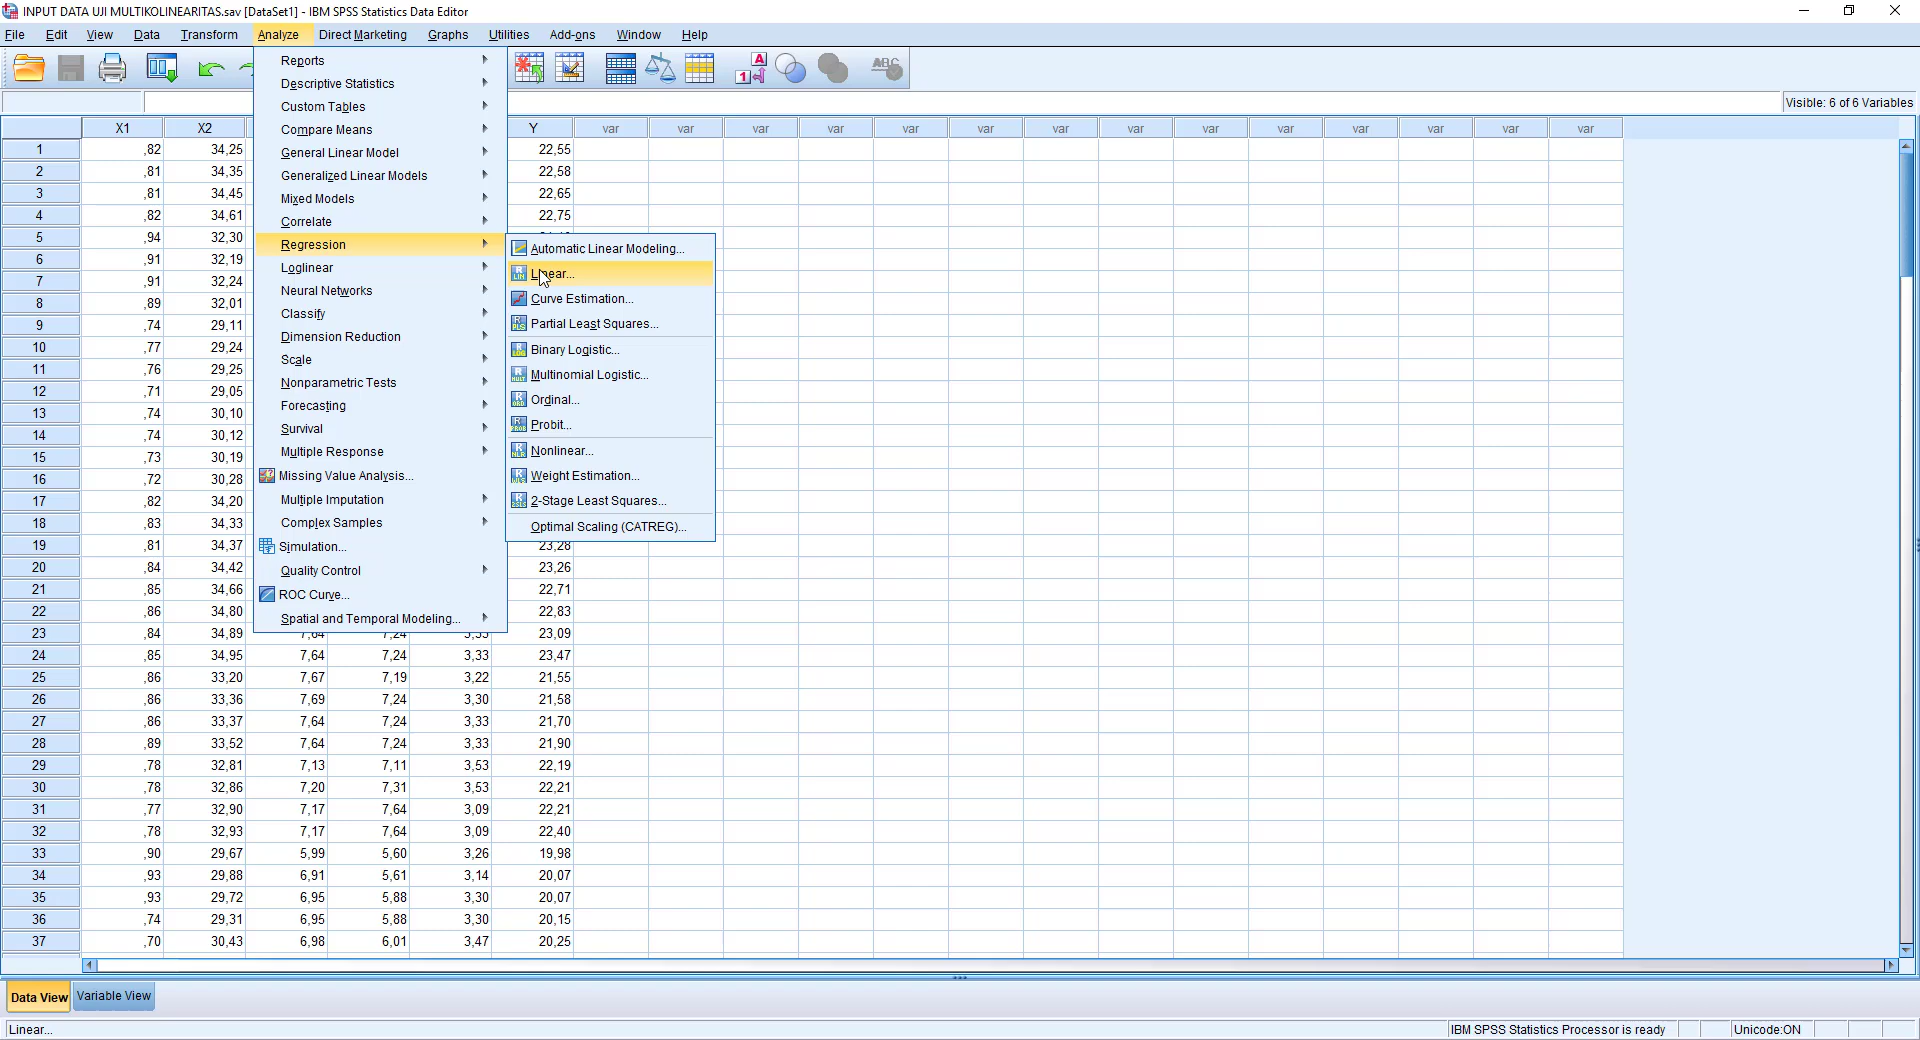 INPUT DATA UJI MULTIKOLINEARITAS.sav [DataSet1] - IBM SPSS Statistics Data Editor
File Edit View Data Transform Analyze Direct Marketing Graphs Utilities Add-ons Window Help
Visible: 6 of 6 Variables
Reports
Descriptive Statistics
Custom Tables
Compare Means
General Linear Model
Generalized Linear Models
Mixed Models
Correlate
Regression
Loglinear
Neural Networks
Classify
Dimension Reduction
Scale
Nonparametric Tests
Forecasting
Survival
Multiple Response
Missing Value Analysis...
Multiple Imputation
Complex Samples
Simulation...
Quality Control
ROC Curve...
Spatial and Temporal Modeling...
Automatic Linear Modeling...
Linear...
Curve Estimation...
Partial Least Squares...
Binary Logistic...
Multinomial Logistic...
Ordinal...
Probit...
Nonlinear...
Weight Estimation...
2-Stage Least Squares...
Optimal Scaling (CATREG)...
X1 X2 Y var var var var var var var var var var var var var var
1 ,82 34,25 22,55
2 ,81 34,35 22,58
3 ,81 34,45 22,65
4 ,82 34,61 22,75
5 ,94 32,30
6 ,91 32,19
7 ,91 32,24
8 ,89 32,01
9 ,74 29,11
10 ,77 29,24
11 ,76 29,25
12 ,71 29,05
13 ,74 30,10
14 ,74 30,12
15 ,73 30,19
16 ,72 30,28
17 ,82 34,20
18 ,83 34,33
19 ,81 34,37 23,28
20 ,84 34,42 23,26
21 ,85 34,66 22,71
22 ,86 34,80 22,83
23 ,84 34,89 7,64 7,24 3,33 23,09
24 ,85 34,95 7,64 7,24 3,33 23,47
25 ,86 33,20 7,67 7,19 3,22 21,55
26 ,86 33,36 7,69 7,24 3,30 21,58
27 ,86 33,37 7,64 7,24 3,33 21,70
28 ,89 33,52 7,64 7,24 3,33 21,90
29 ,78 32,81 7,13 7,11 3,53 22,19
30 ,78 32,86 7,20 7,31 3,53 22,21
31 ,77 32,90 7,17 7,64 3,09 22,21
32 ,78 32,93 7,17 7,64 3,09 22,40
33 ,90 29,67 5,99 5,60 3,26 19,98
34 ,93 29,88 6,91 5,61 3,14 20,07
35 ,93 29,72 6,95 5,88 3,30 20,07
36 ,74 29,31 6,95 5,88 3,30 20,15
37 ,70 30,43 6,98 6,01 3,47 20,25
Data View Variable View
Linear... IBM SPSS Statistics Processor is ready Unicode:ON